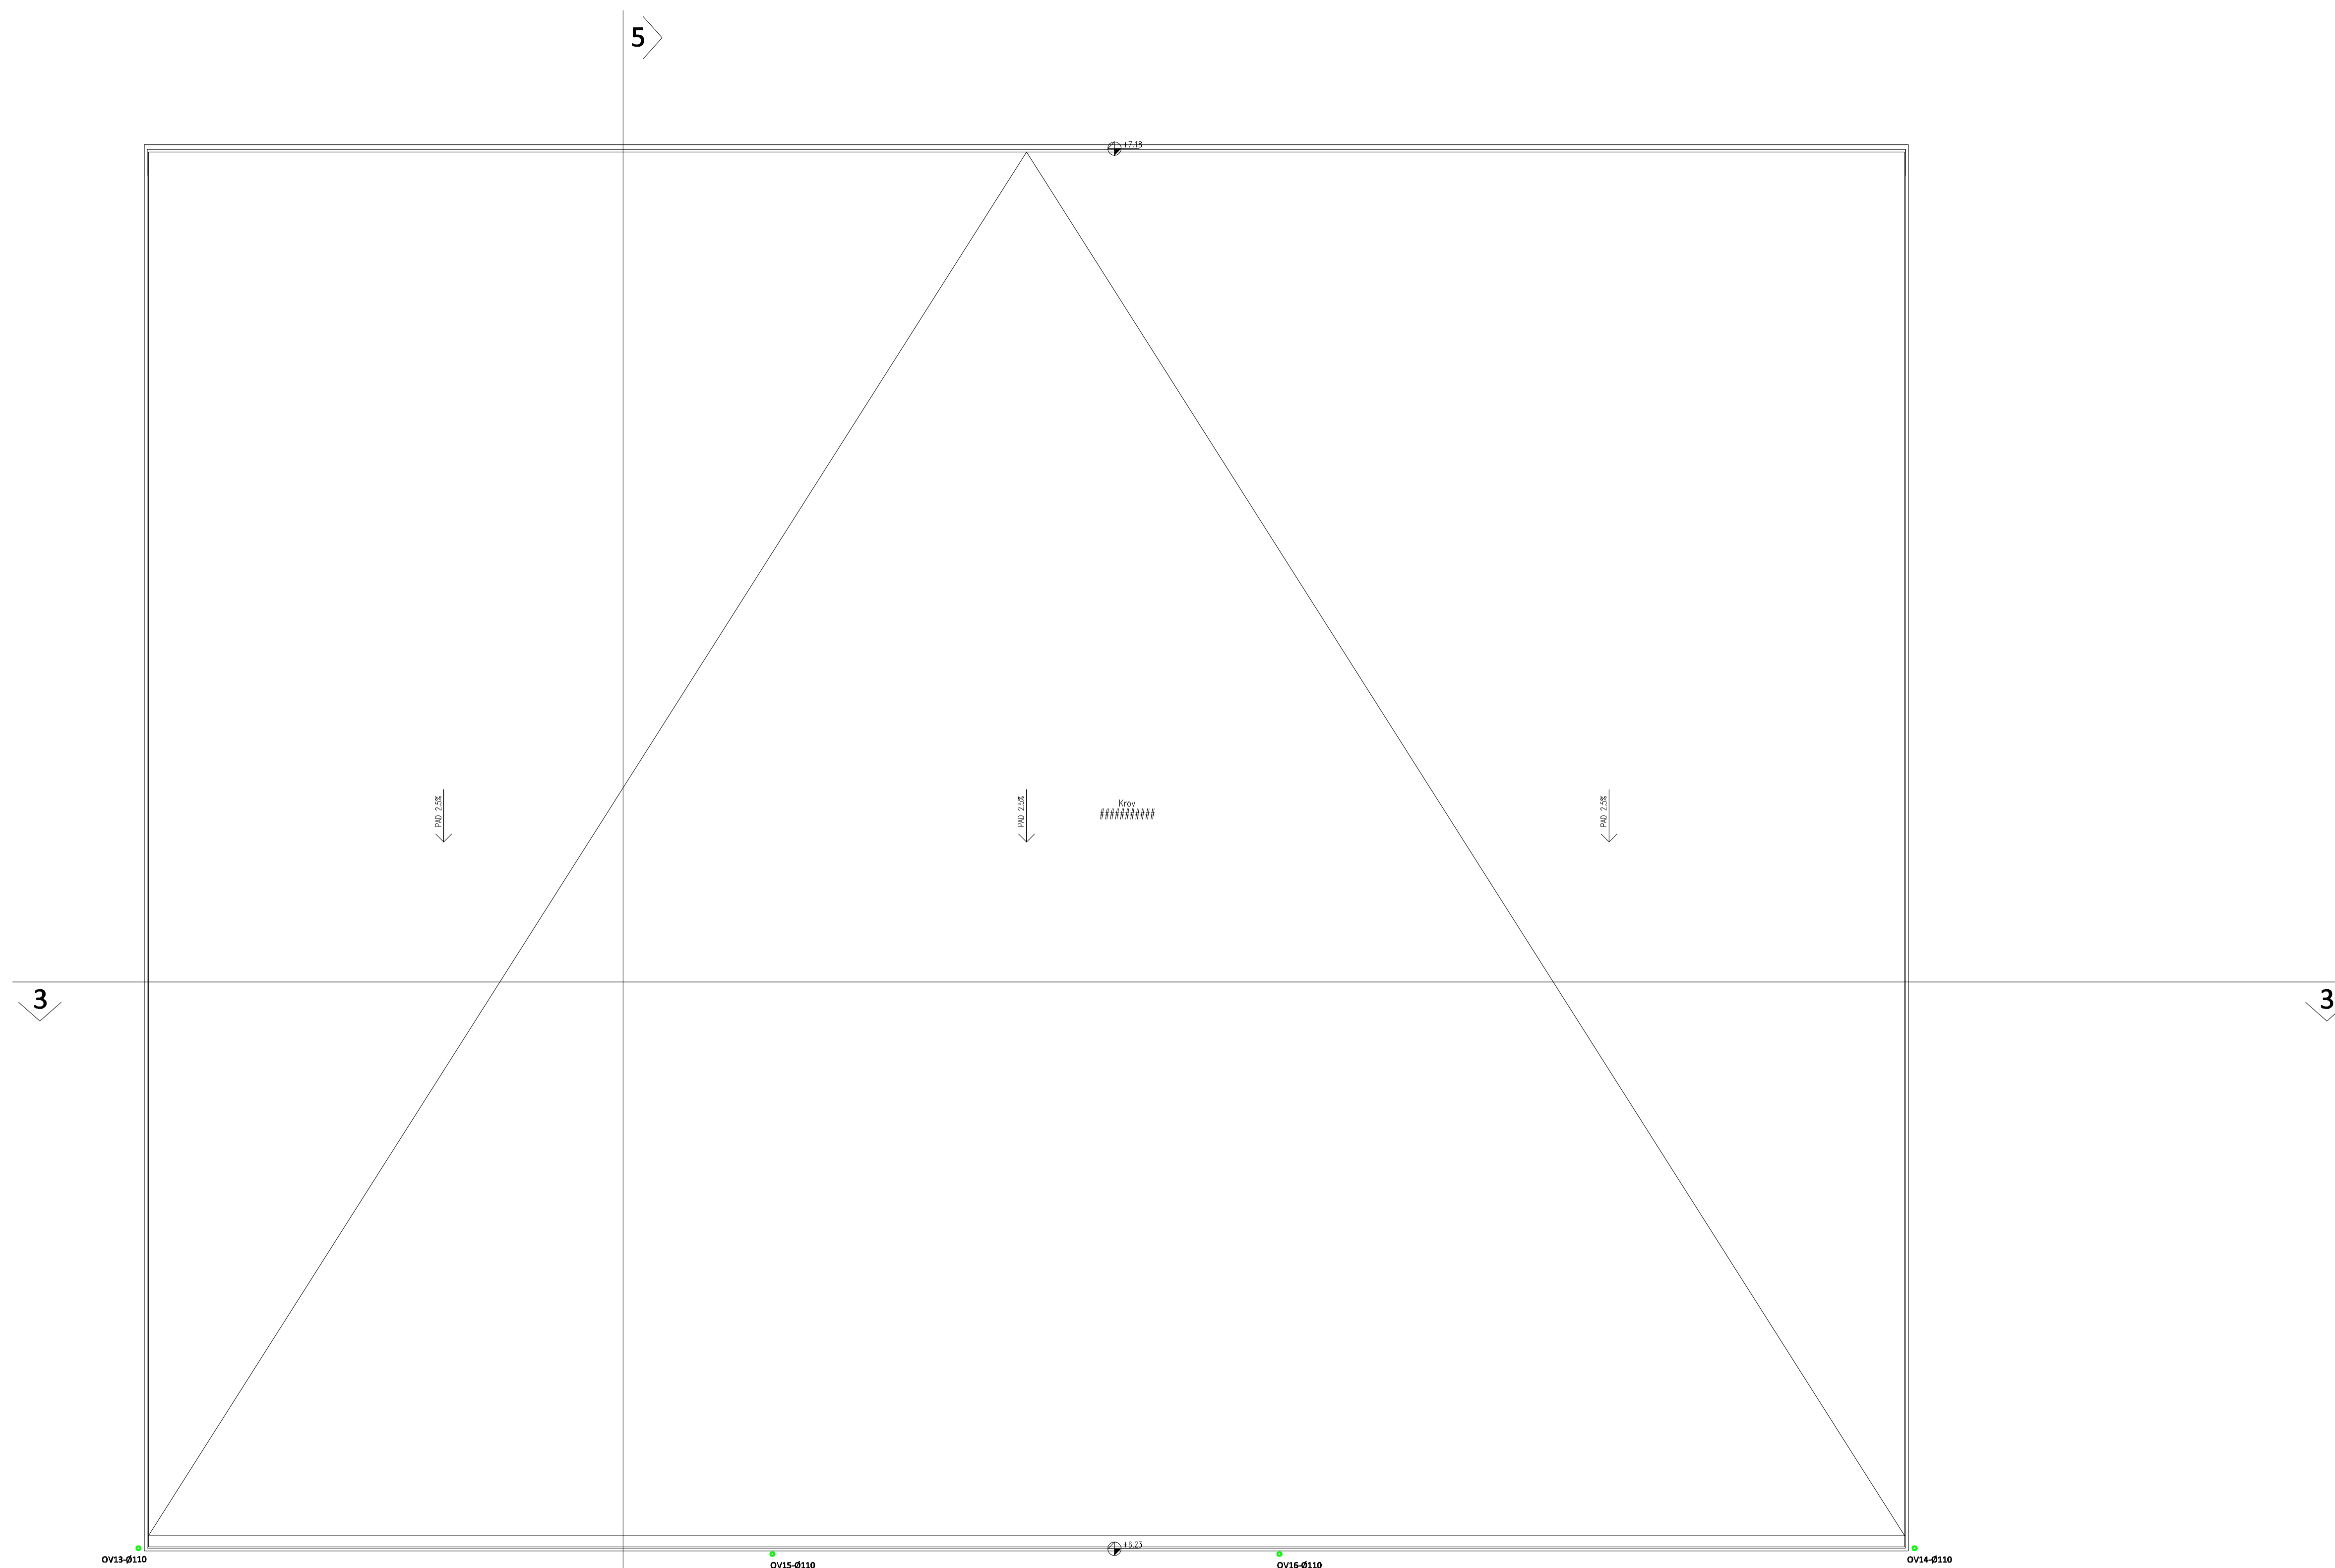 5
+7.18
PAD 2.5%
PAD 2.5%
Krov
###########
PAD 2.5%
3
3
+6.23
OV13-Ø110
OV15-Ø110
OV16-Ø110
OV14-Ø110